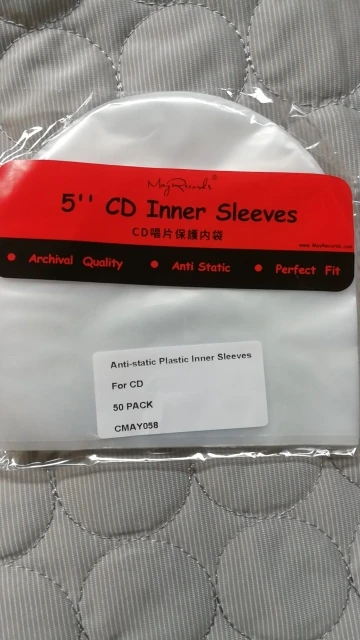 MayRecords®
5'' CD Inner Sleeves
CD唱片保護内袋
www.MayRecords.com
• Archival Quality • Anti Static • Perfect Fit
Anti-static Plastic Inner Sleeves
For CD
50 PACK
CMAY058